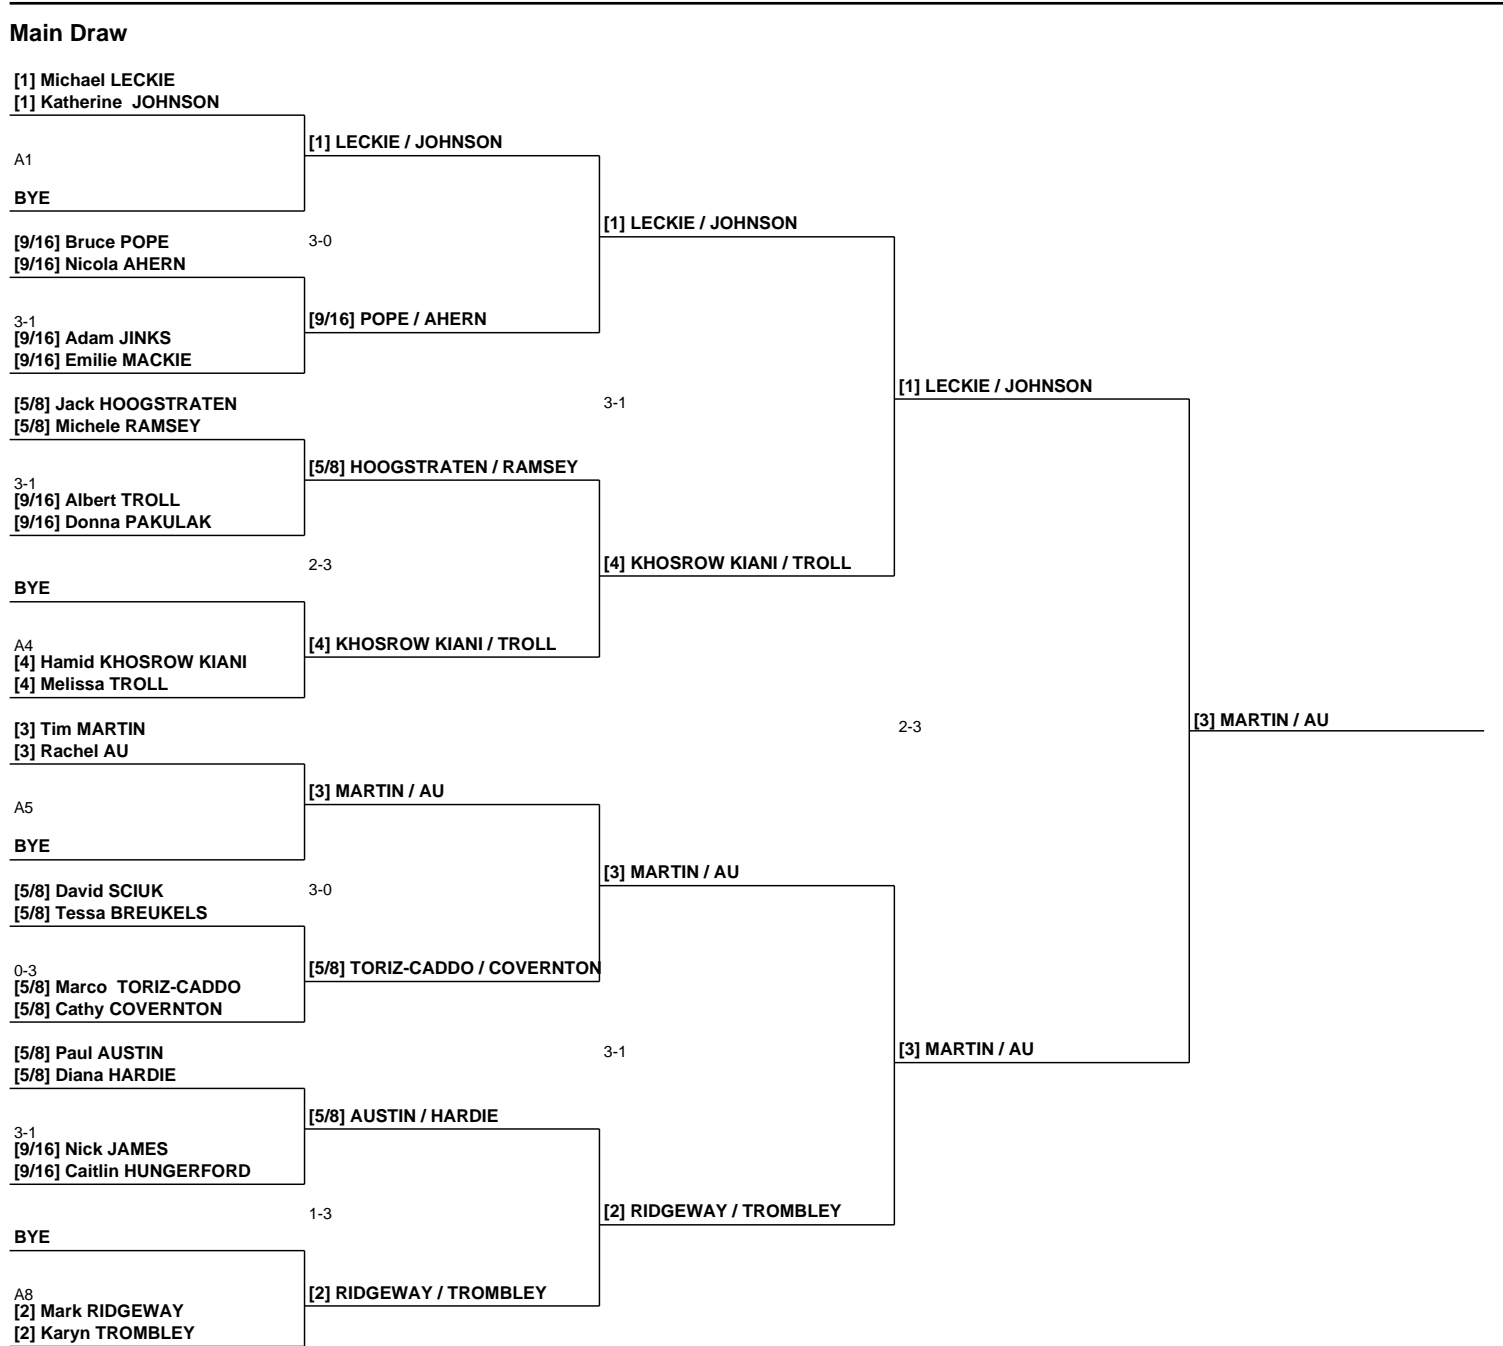 Main Draw
[1] Michael LECKIE
[1] Katherine  JOHNSON
[1] LECKIE / JOHNSON
A1
BYE
[1] LECKIE / JOHNSON
[9/16] Bruce POPE
3-0
[9/16] Nicola AHERN
[9/16] POPE / AHERN
3-1
[9/16] Adam JINKS
[9/16] Emilie MACKIE
[1] LECKIE / JOHNSON
[5/8] Jack HOOGSTRATEN
3-1
[5/8] Michele RAMSEY
[5/8] HOOGSTRATEN / RAMSEY
3-1
[9/16] Albert TROLL
[9/16] Donna PAKULAK
2-3
[4] KHOSROW KIANI / TROLL
BYE
A4
[4] KHOSROW KIANI / TROLL
[4] Hamid KHOSROW KIANI
[4] Melissa TROLL
[3] MARTIN / AU
[3] Tim MARTIN
2-3
[3] Rachel AU
[3] MARTIN / AU
A5
BYE
[3] MARTIN / AU
[5/8] David SCIUK
3-0
[5/8] Tessa BREUKELS
[5/8] TORIZ-CADDO / COVERNTON
0-3
[5/8] Marco  TORIZ-CADDO
[5/8] Cathy COVERNTON
[3] MARTIN / AU
[5/8] Paul AUSTIN
3-1
[5/8] Diana HARDIE
[5/8] AUSTIN / HARDIE
3-1
[9/16] Nick JAMES
[9/16] Caitlin HUNGERFORD
1-3
[2] RIDGEWAY / TROMBLEY
BYE
A8
[2] RIDGEWAY / TROMBLEY
[2] Mark RIDGEWAY
[2] Karyn TROMBLEY